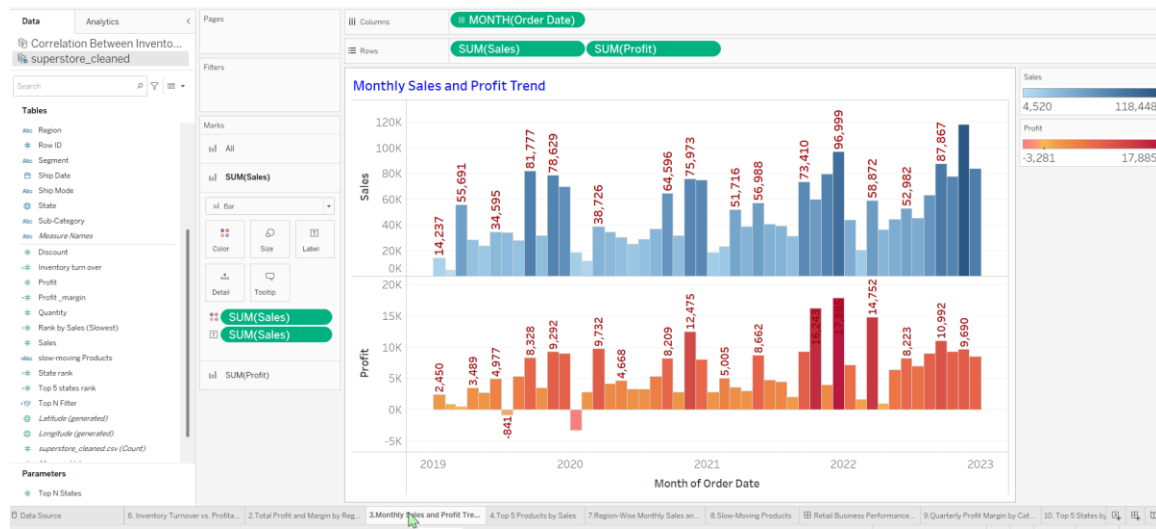 Data
Analytics
Correlation Between Invento...
superstore_cleaned
Search
Tables
Abc Region
# Row ID
Abc Segment
Ship Date
Abc Ship Mode
State
Abc Sub-Category
Abc Measure Names
# Discount
Inventory turn over
# Profit
Profit _margin
# Quantity
Rank by Sales (Slowest)
# Sales
slow-moving Products
State rank
Top 5 states rank
Top N Filter
Latitude (generated)
Longitude (generated)
# superstore_cleaned.csv (Count)
Parameters
# Top N States
Pages
Filters
Marks
All
SUM(Sales)
Bar
Color
Size
Label
Detail
Tooltip
SUM(Sales)
SUM(Sales)
SUM(Profit)
Columns
MONTH(Order Date)
Rows
SUM(Sales)
SUM(Profit)
Monthly Sales and Profit Trend
Sales
120K
100K
80K
60K
40K
20K
0K
14,237
55,691
34,595
81,777
78,629
38,726
64,596
75,973
51,716
56,988
73,410
96,999
58,872
52,982
87,867
Profit
20K
15K
10K
5K
0K
-5K
2,450
3,489
4,977
-841
8,328
9,292
9,732
4,668
8,209
12,475
5,005
8,662
16,243
17,885
14,752
8,223
10,992
9,690
2019
2020
2021
2022
2023
Month of Order Date
Sales
4,520
118,448
Profit
-3,281
17,885
Data Source
6. Inventory Turnover vs. Profita...
2.Total Profit and Margin by Reg...
3.Monthly Sales and Profit Tre...
4.Top 5 Products by Sales
7.Region-Wise Monthly Sales an...
8.Slow-Moving Products
Retail Business Performance...
9.Quarterly Profit Margin by Cat...
10. Top 5 States by